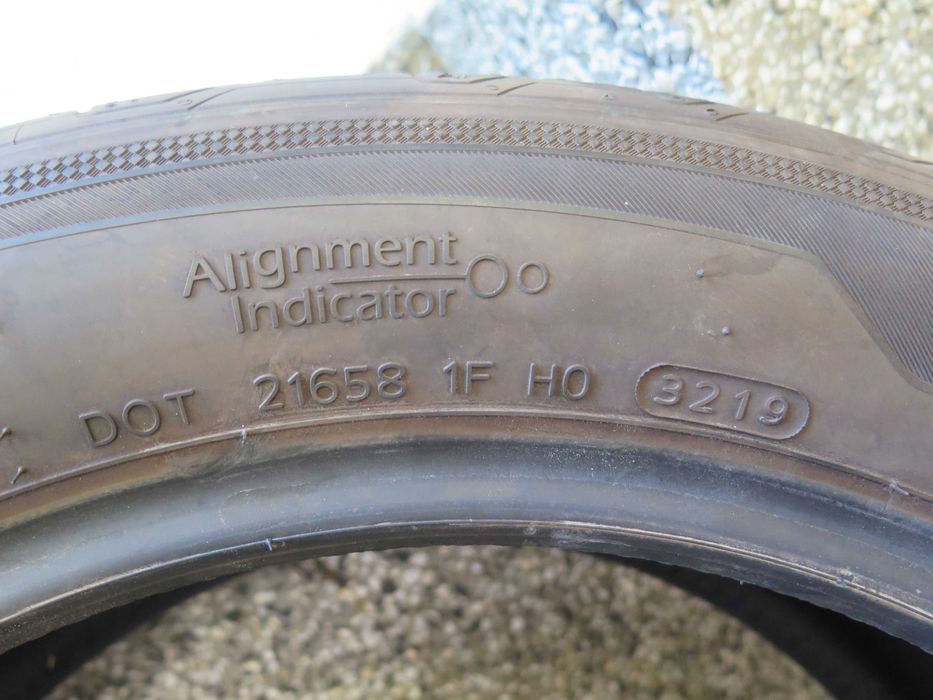 Alignment
Indicator
DOT 21658 1F H0 3219